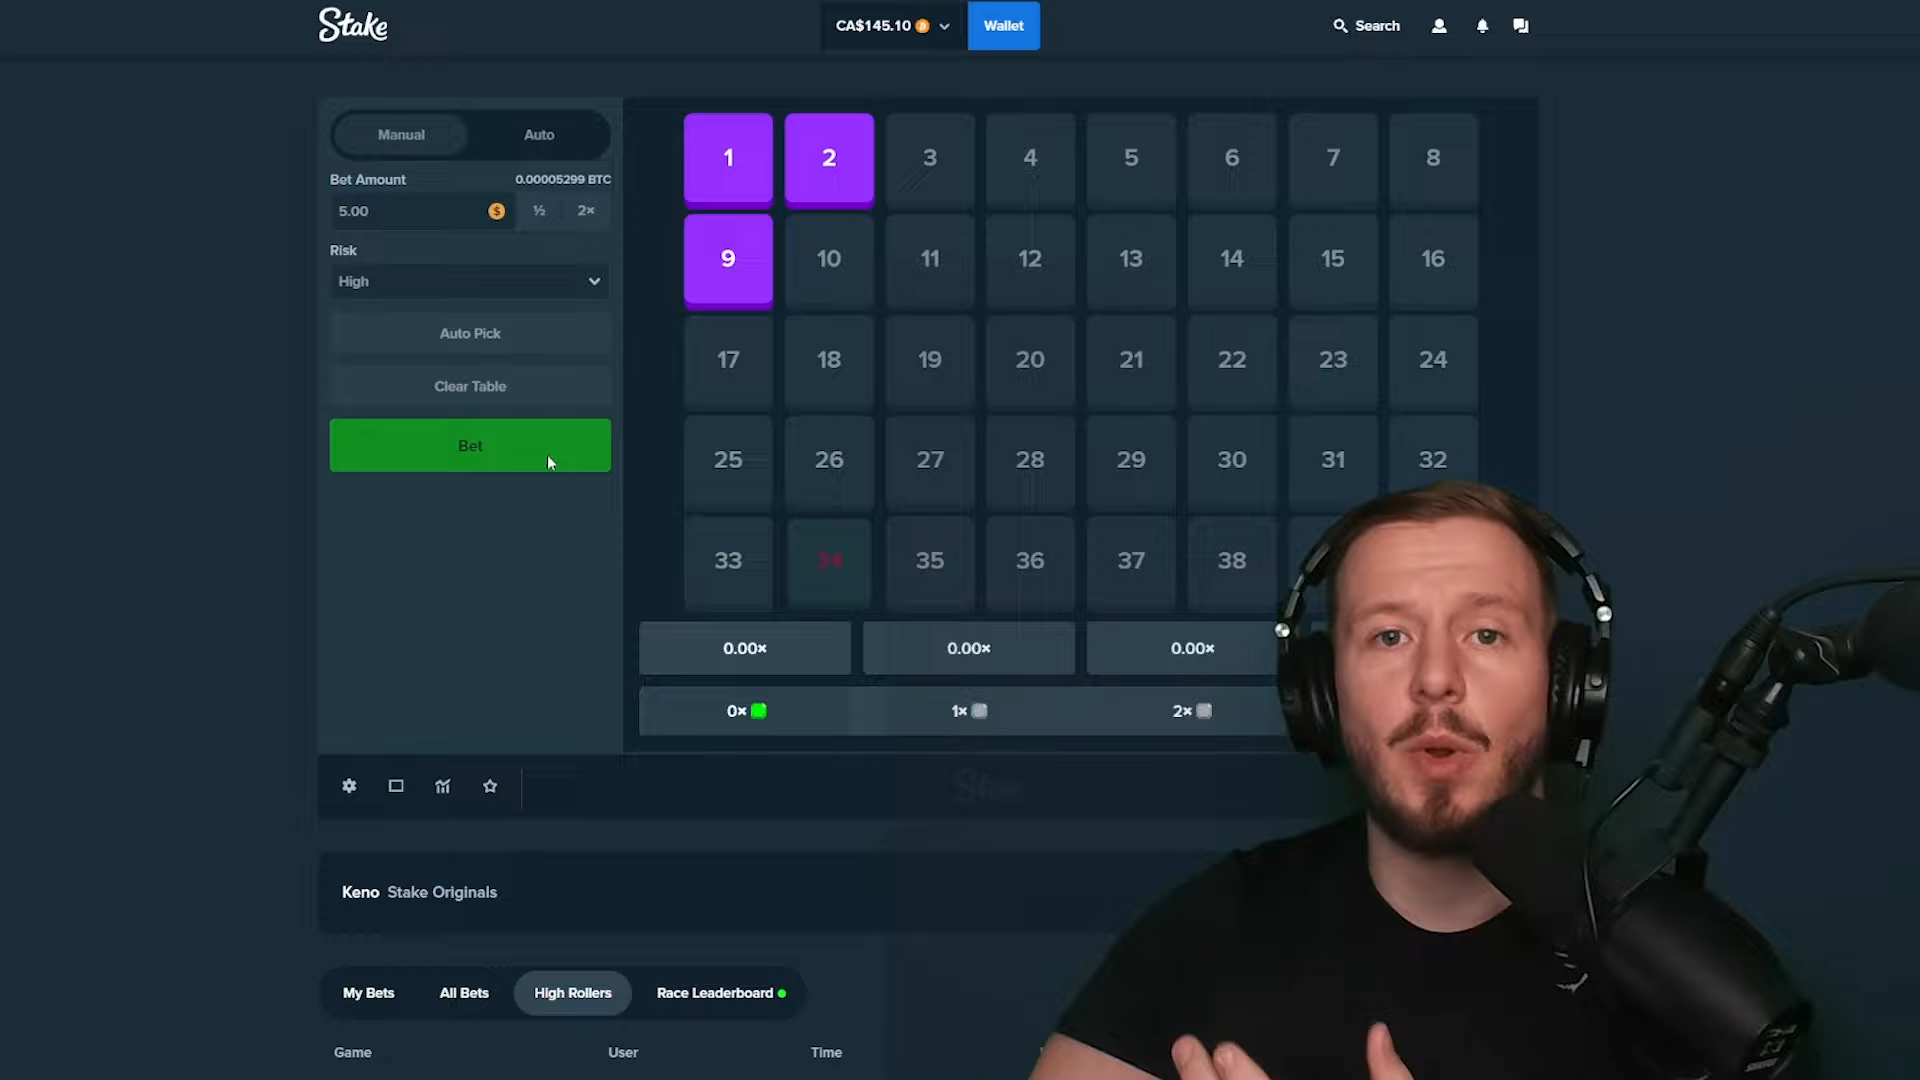 Stake
CA$145.10
Wallet
Search
Manual
Auto
Bet Amount
0.00005299 BTC
5.00
½
2×
Risk
High
Auto Pick
Clear Table
Bet
1 2 3 4 5 6 7 8
9 10 11 12 13 14 15 16
17 18 19 20 21 22 23 24
25 26 27 28 29 30 31 32
33 34 35 36 37 38
0.00× 0.00× 0.00×
0× 1× 2×
Stake
Keno Stake Originals
My Bets
All Bets
High Rollers
Race Leaderboard
Game
User
Time